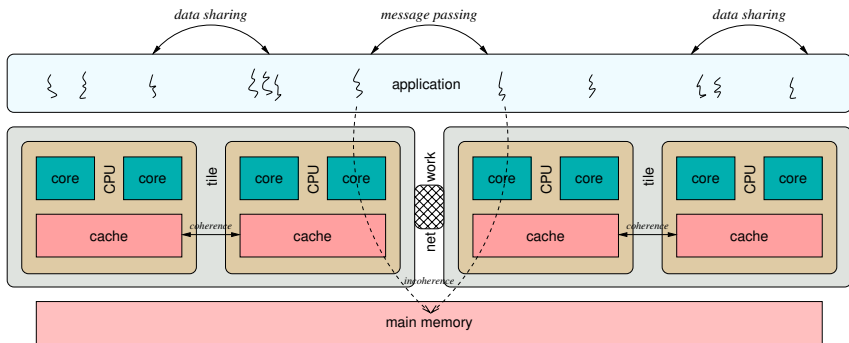 data sharing
message passing
data sharing
application
core
CPU
core
tile
core
CPU
core
net work
core
CPU
core
tile
core
CPU
core
cache
coherence
cache
cache
coherence
cache
incoherence
main memory